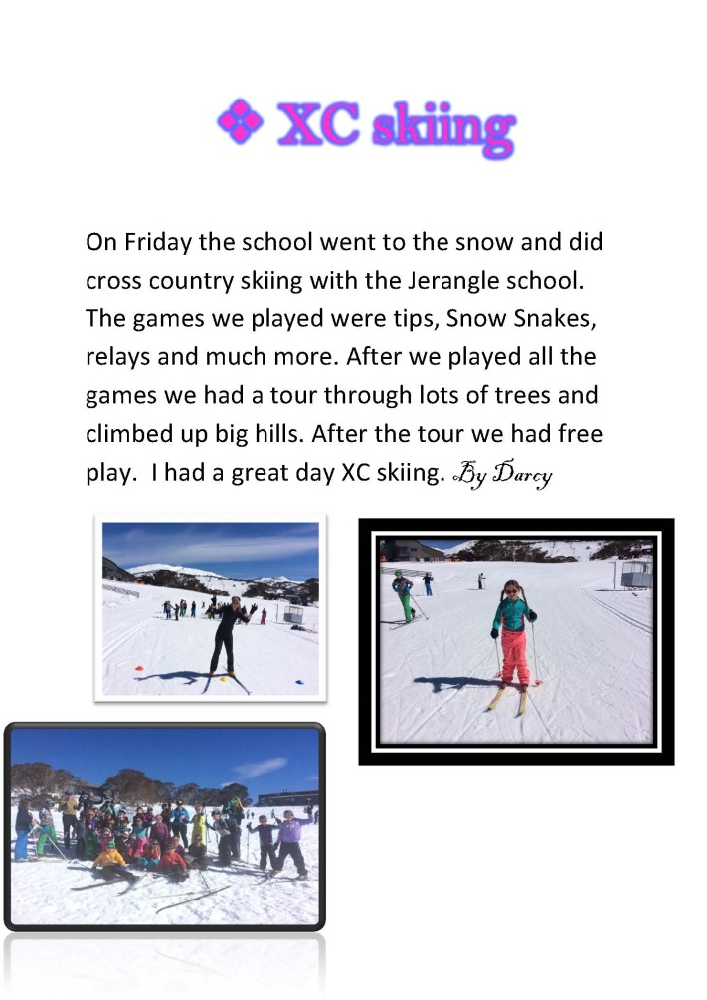 ❖ XC skiing
On Friday the school went to the snow and did
cross country skiing with the Jerangle school.
The games we played were tips, Snow Snakes,
relays and much more. After we played all the
games we had a tour through lots of trees and
climbed up big hills. After the tour we had free
play.  I had a great day XC skiing. By Darcy